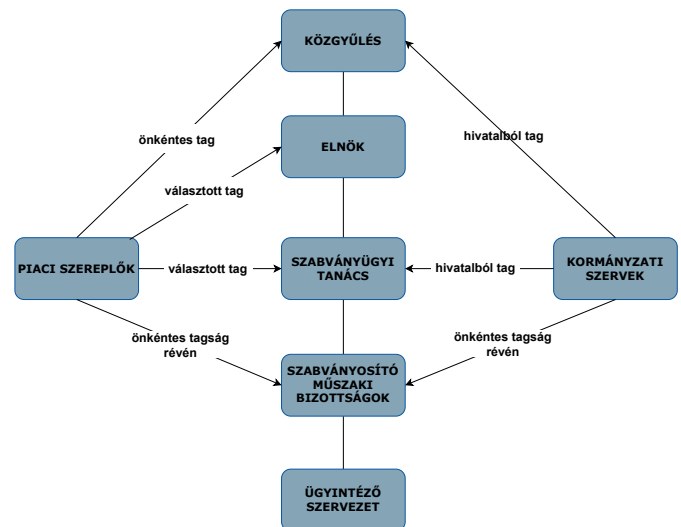 KÖZGYŰLÉS
önkéntes tag
hivatalból tag
ELNÖK
választott tag
PIACI SZEREPLŐK
választott tag
SZABVÁNYÜGYI
TANÁCS
hivatalból tag
KORMÁNYZATI
SZERVEK
önkéntes tagság
révén
önkéntes tagság
révén
SZABVÁNYOSÍTÓ
MŰSZAKI
BIZOTTSÁGOK
ÜGYINTÉZŐ
SZERVEZET